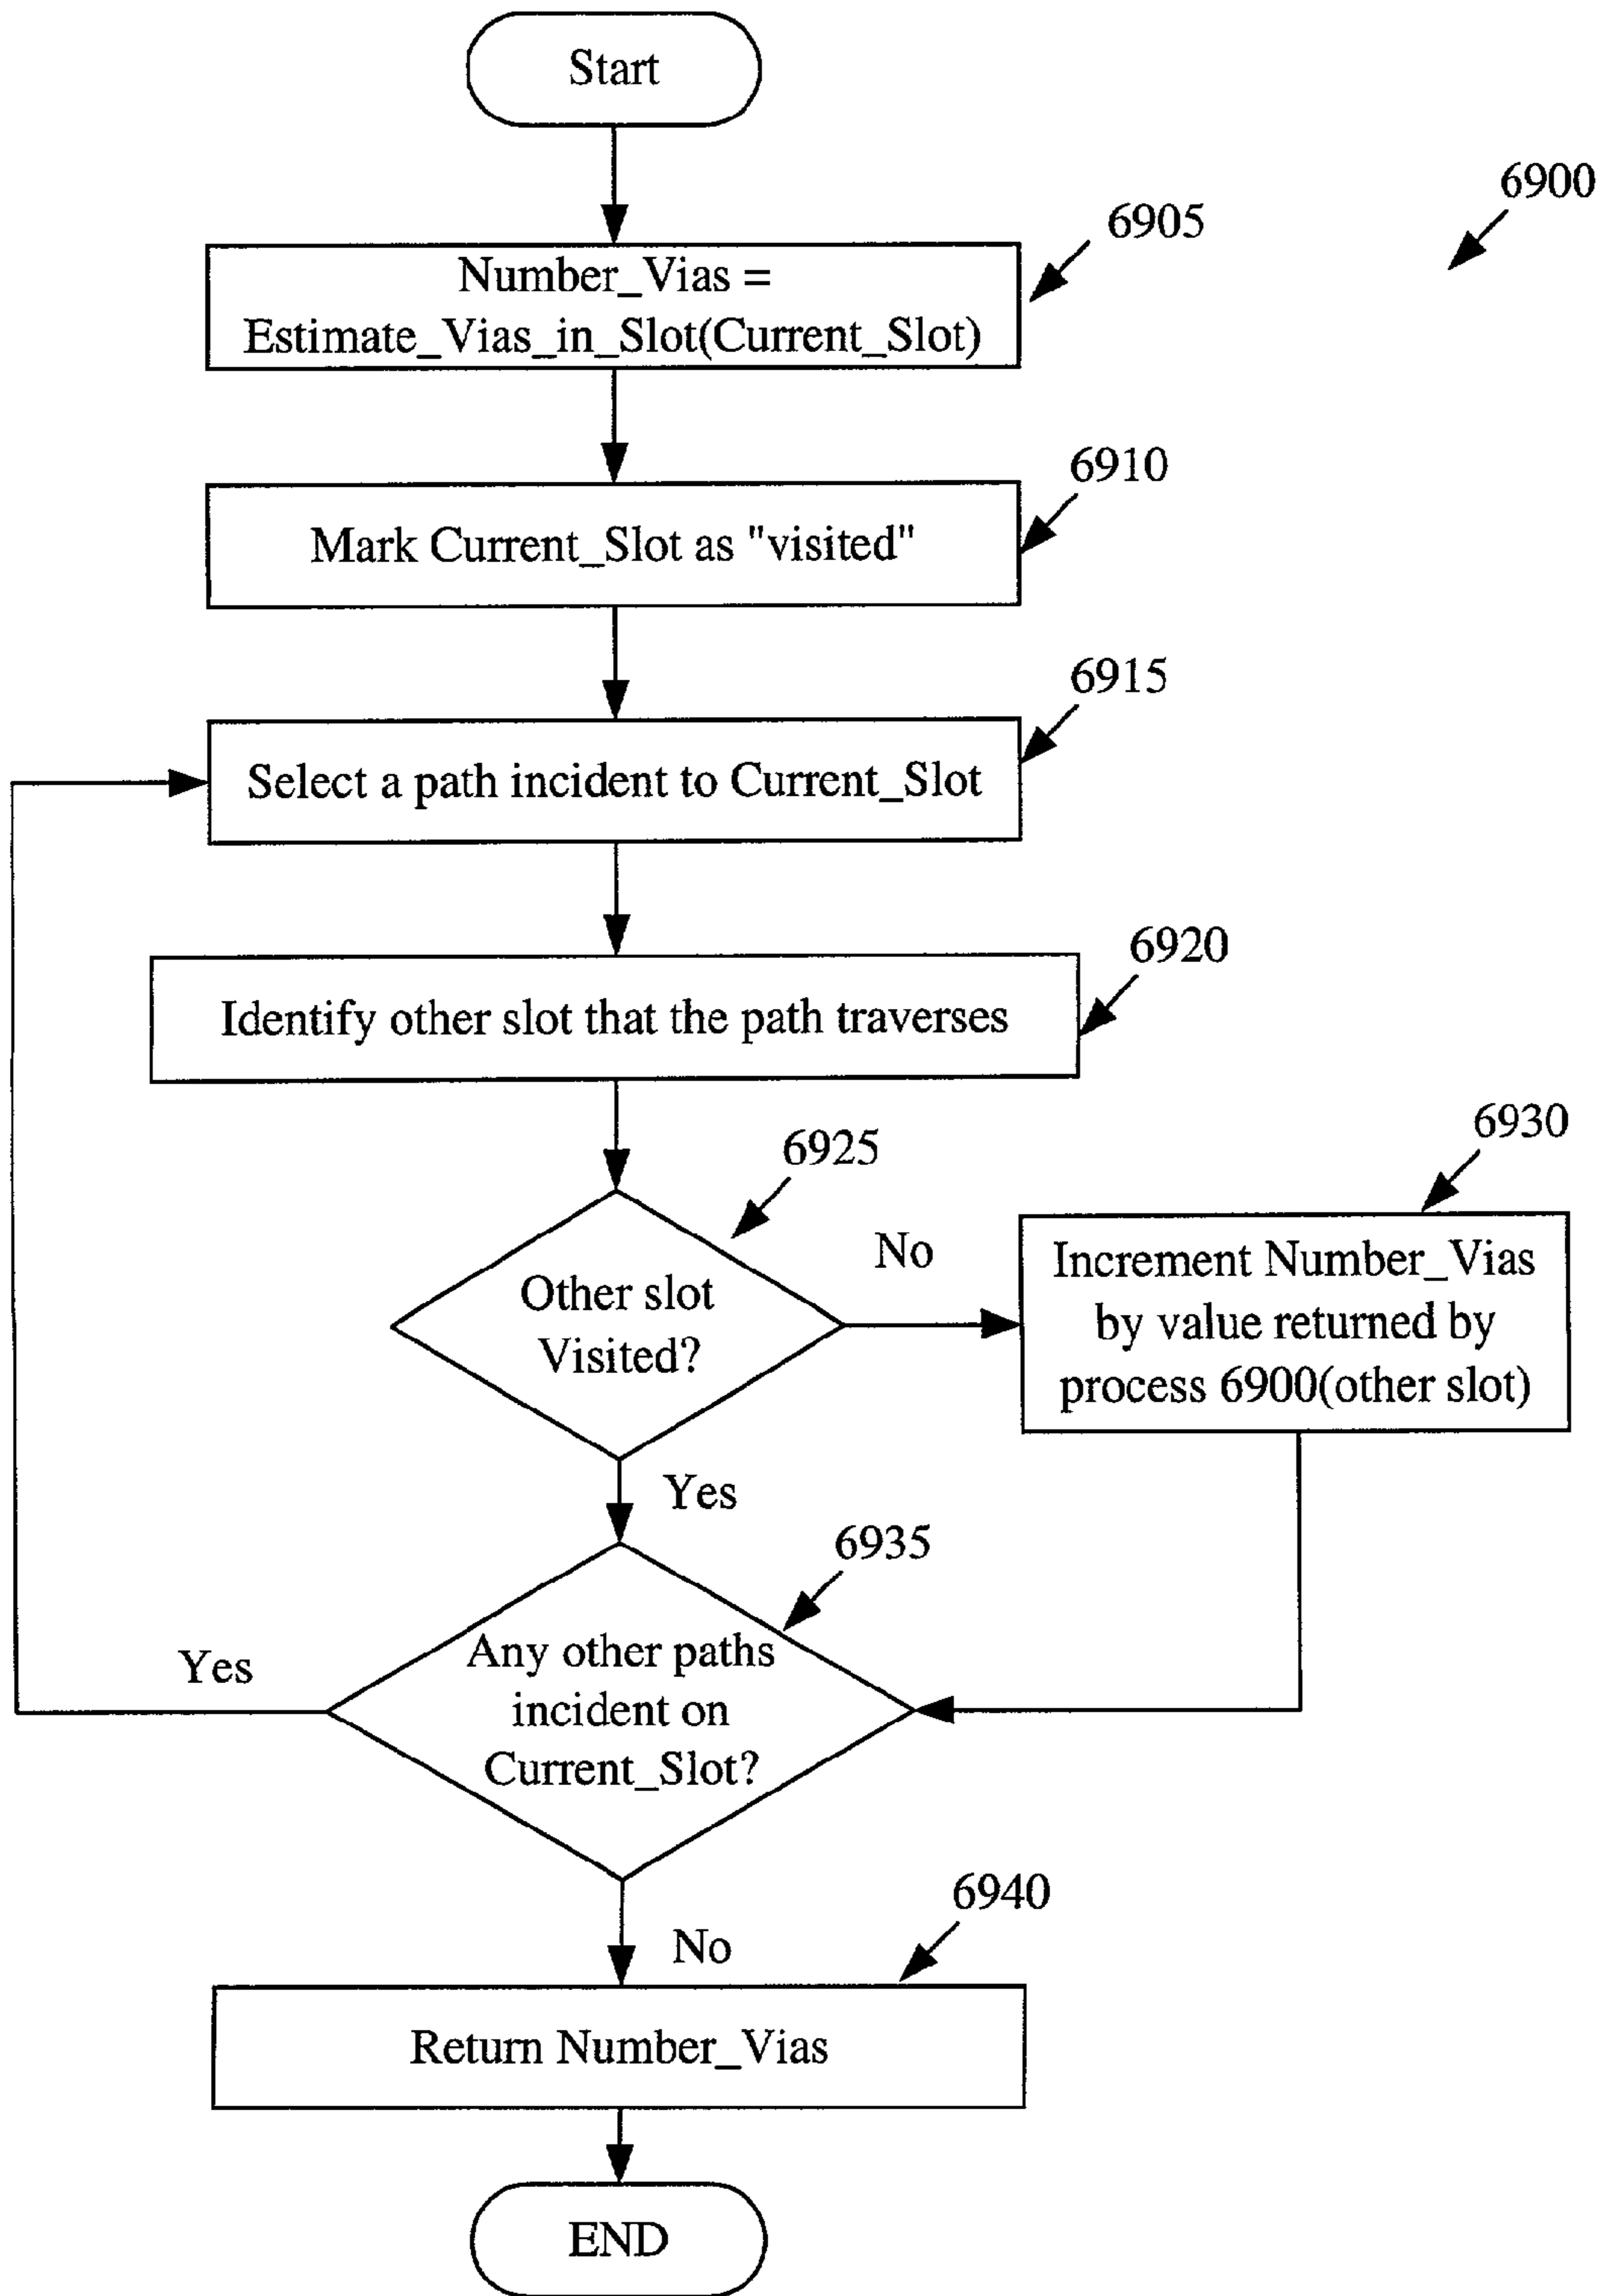 Start
6900
6905
Number_Vias =
Estimate_Vias_in_Slot(Current_Slot)
6910
Mark Current_Slot as "visited"
6915
Select a path incident to Current_Slot
6920
Identify other slot that the path traverses
6925
Other slot
Visited?
No
6930
Increment Number_Vias
by value returned by
process 6900(other slot)
Yes
6935
Any other paths
incident on
Current_Slot?
Yes
No
6940
Return Number_Vias
END